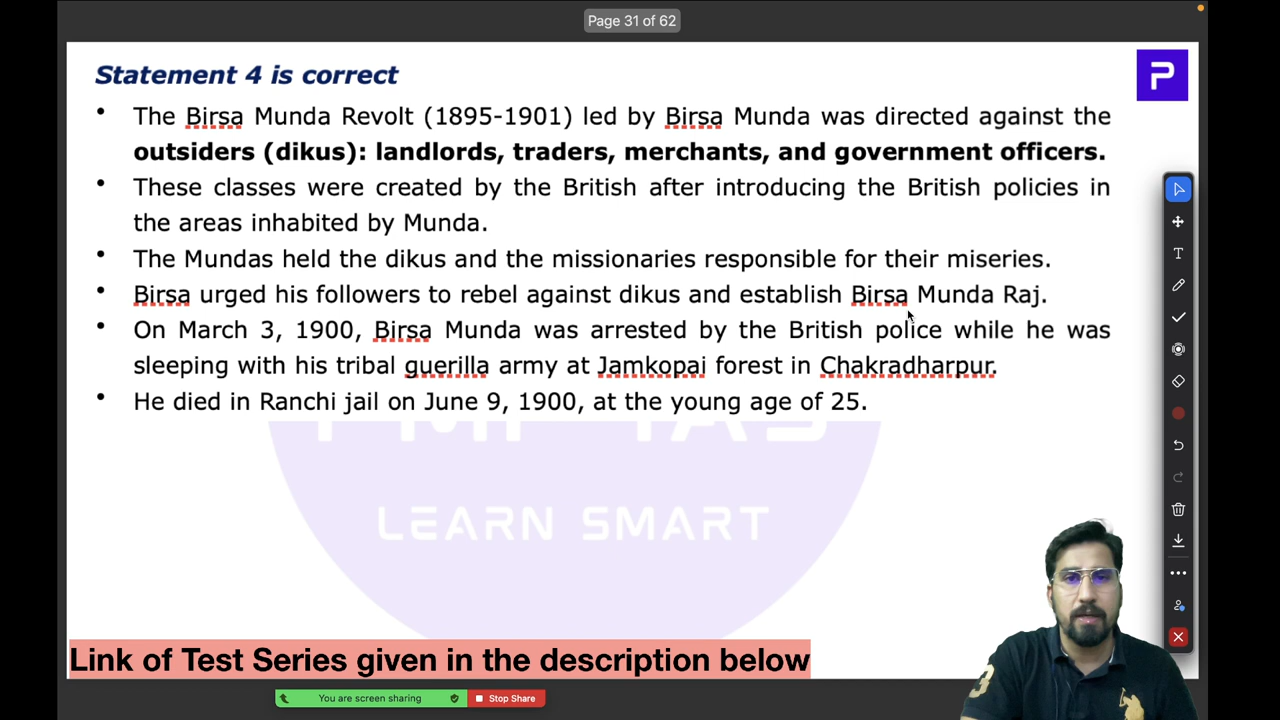 Page 31 of 62
Statement 4 is correct
P
• The Birsa Munda Revolt (1895-1901) led by Birsa Munda was directed against the
outsiders (dikus): landlords, traders, merchants, and government officers.
• These classes were created by the British after introducing the British policies in
the areas inhabited by Munda.
• The Mundas held the dikus and the missionaries responsible for their miseries.
• Birsa urged his followers to rebel against dikus and establish Birsa Munda Raj.
• On March 3, 1900, Birsa Munda was arrested by the British police while he was
sleeping with his tribal guerilla army at Jamkopai forest in Chakradharpur.
• He died in Ranchi jail on June 9, 1900, at the young age of 25.
LEARN SMART
Link of Test Series given in the description below
You are screen sharing
Stop Share
T
3